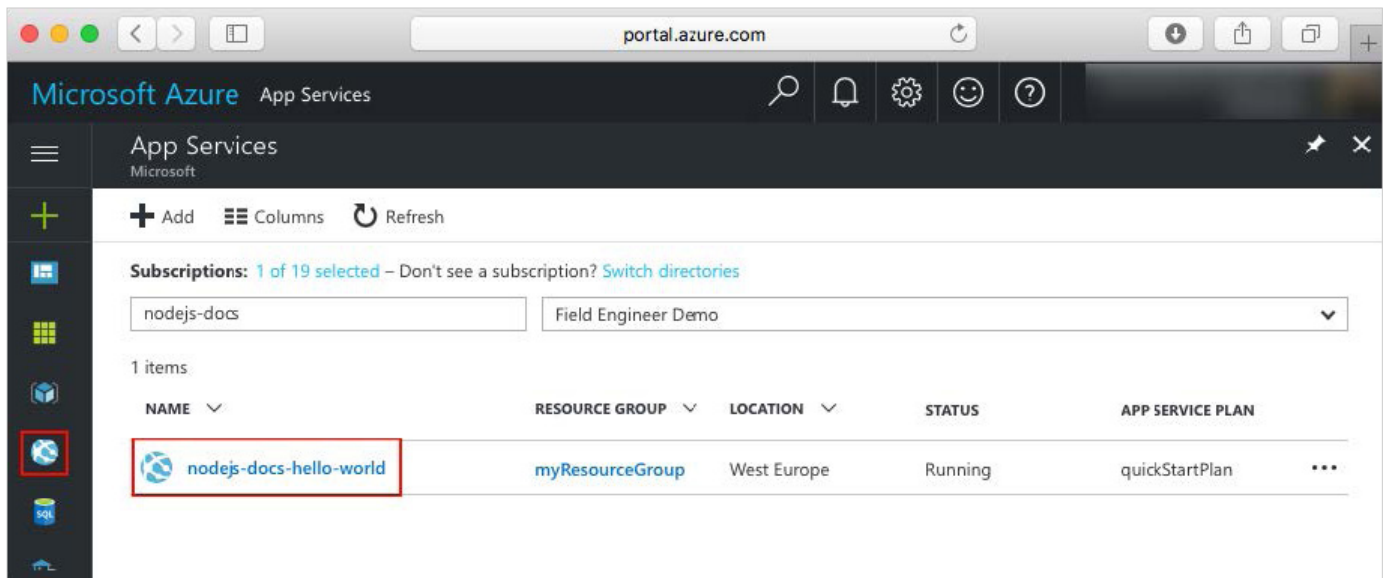 portal.azure.com
Microsoft Azure App Services
App Services
Microsoft
Add Columns Refresh
Subscriptions: 1 of 19 selected – Don't see a subscription? Switch directories
nodejs-docs Field Engineer Demo
1 items
NAME RESOURCE GROUP LOCATION STATUS APP SERVICE PLAN
nodejs-docs-hello-world myResourceGroup West Europe Running quickStartPlan
SQL